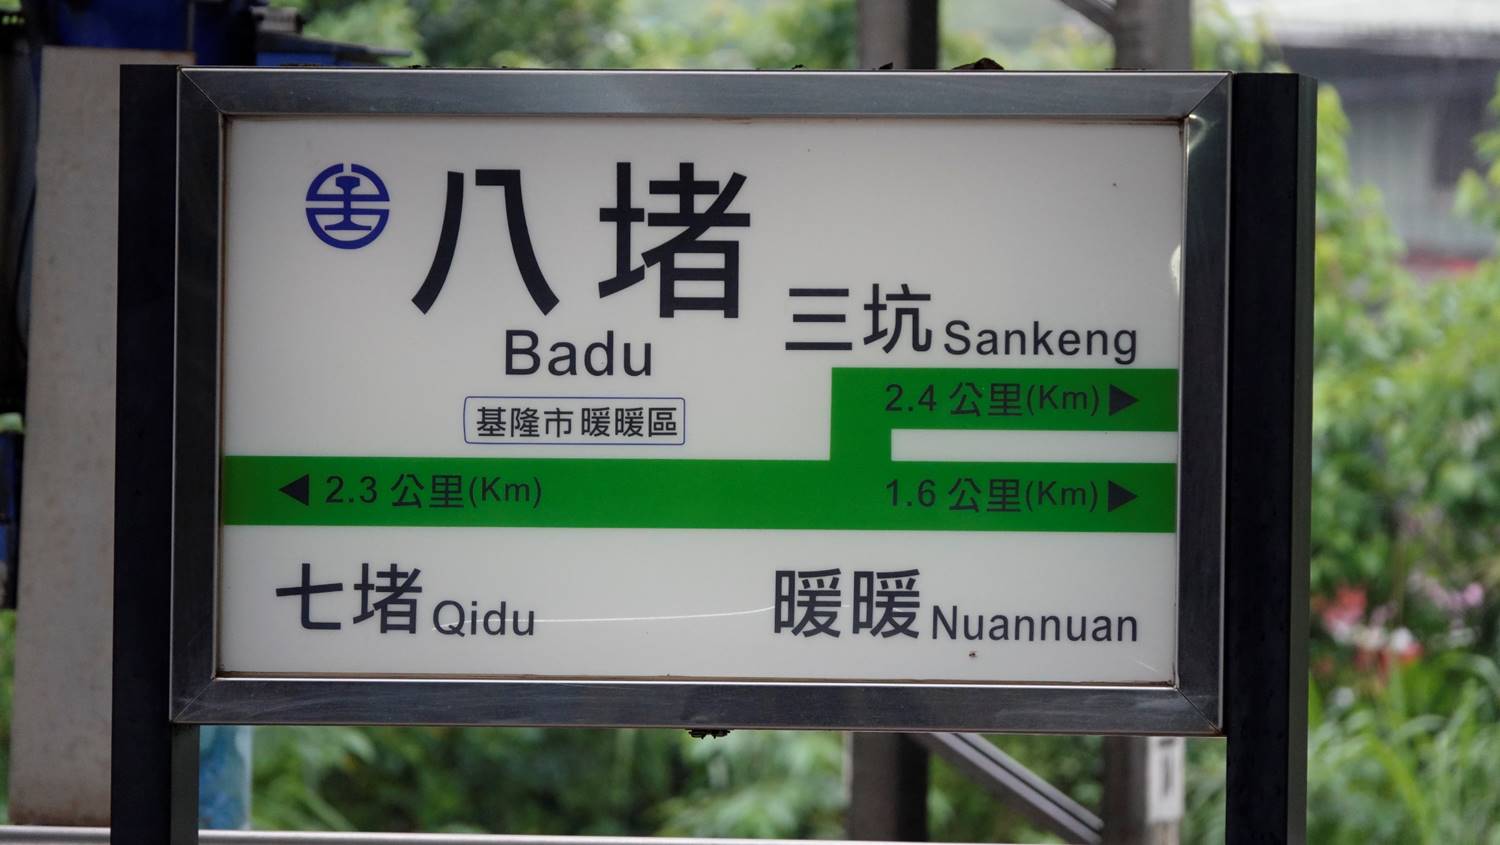 八堵
Badu
基隆市 暖暖區
三坑 Sankeng
2.4 公里(Km) ▶
◀ 2.3 公里(Km)
1.6 公里(Km) ▶
七堵 Qidu
暖暖 Nuannuan